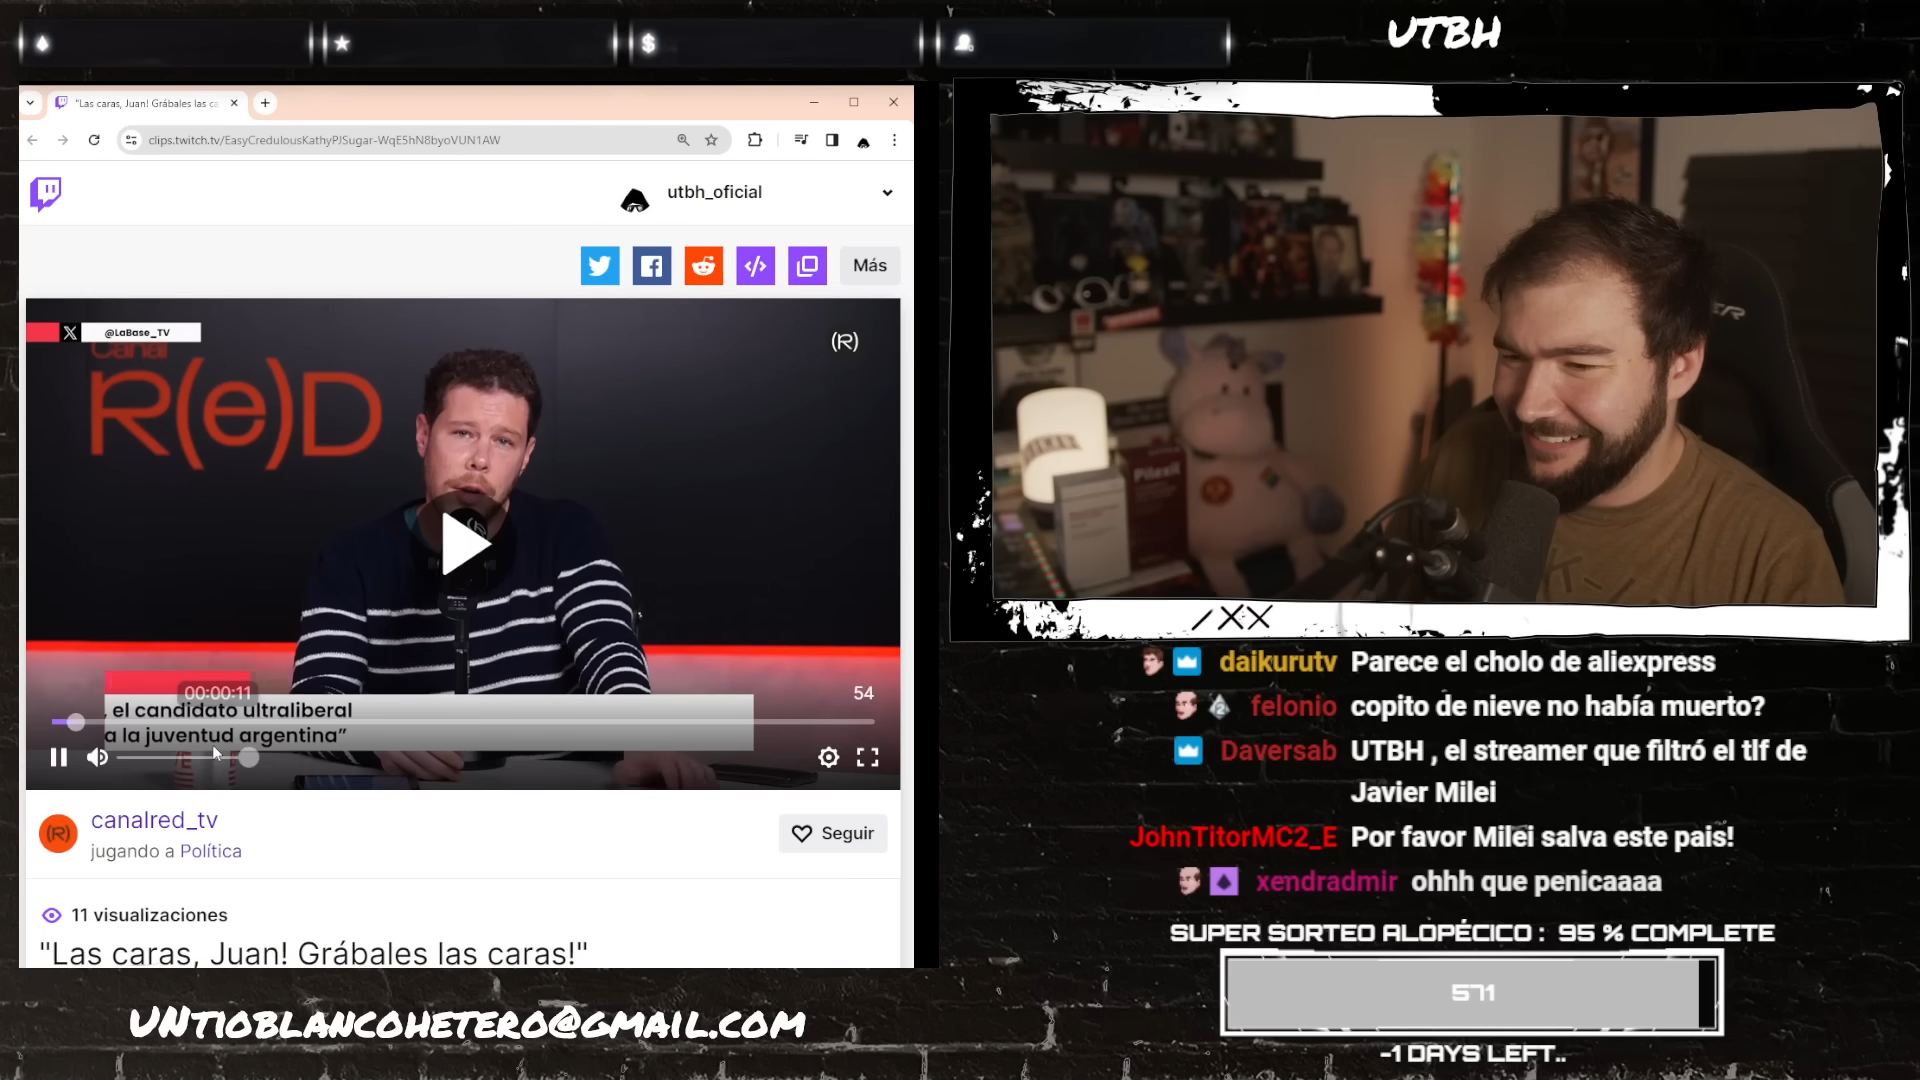 UTBH
"Las caras, Juan! Grábales las ca
clips.twitch.tv/EasyCredulousKathyPJSugar-WqE5hN8byoVUN1AW
utbh_oficial
Más
@LaBase_TV
(R)
Canal
R(e)D
00:00:11
54
, el candidato ultraliberal
a la juventud argentina”
canalred_tv
Seguir
jugando a Política
11 visualizaciones
"Las caras, Juan! Grábales las caras!"
UNTIOBLANCOHETERO@GMAIL.COM
Pilexil
/XX
daikurutv Parece el cholo de aliexpress
felonio copito de nieve no había muerto?
Daversab UTBH , el streamer que filtró el tlf de
Javier Milei
JohnTitorMC2_E Por favor Milei salva este pais!
xendradmir ohhh que penicaaaa
SUPER SORTEO ALOPÉCICO : 95 % COMPLETE
571
-1 DAYS LEFT..